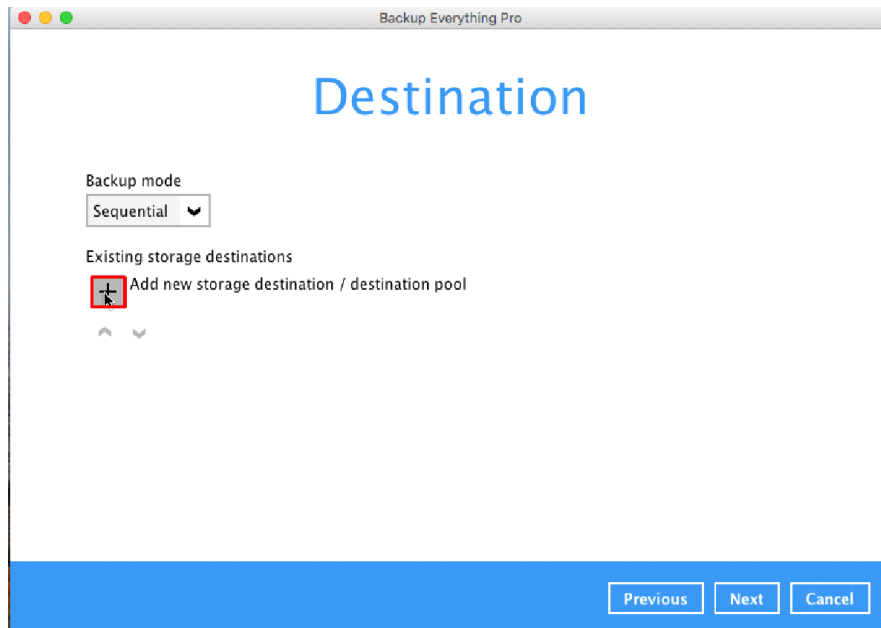 Backup Everything Pro
Destination
Backup mode
Sequential
Existing storage destinations
Add new storage destination / destination pool
Previous Next Cancel